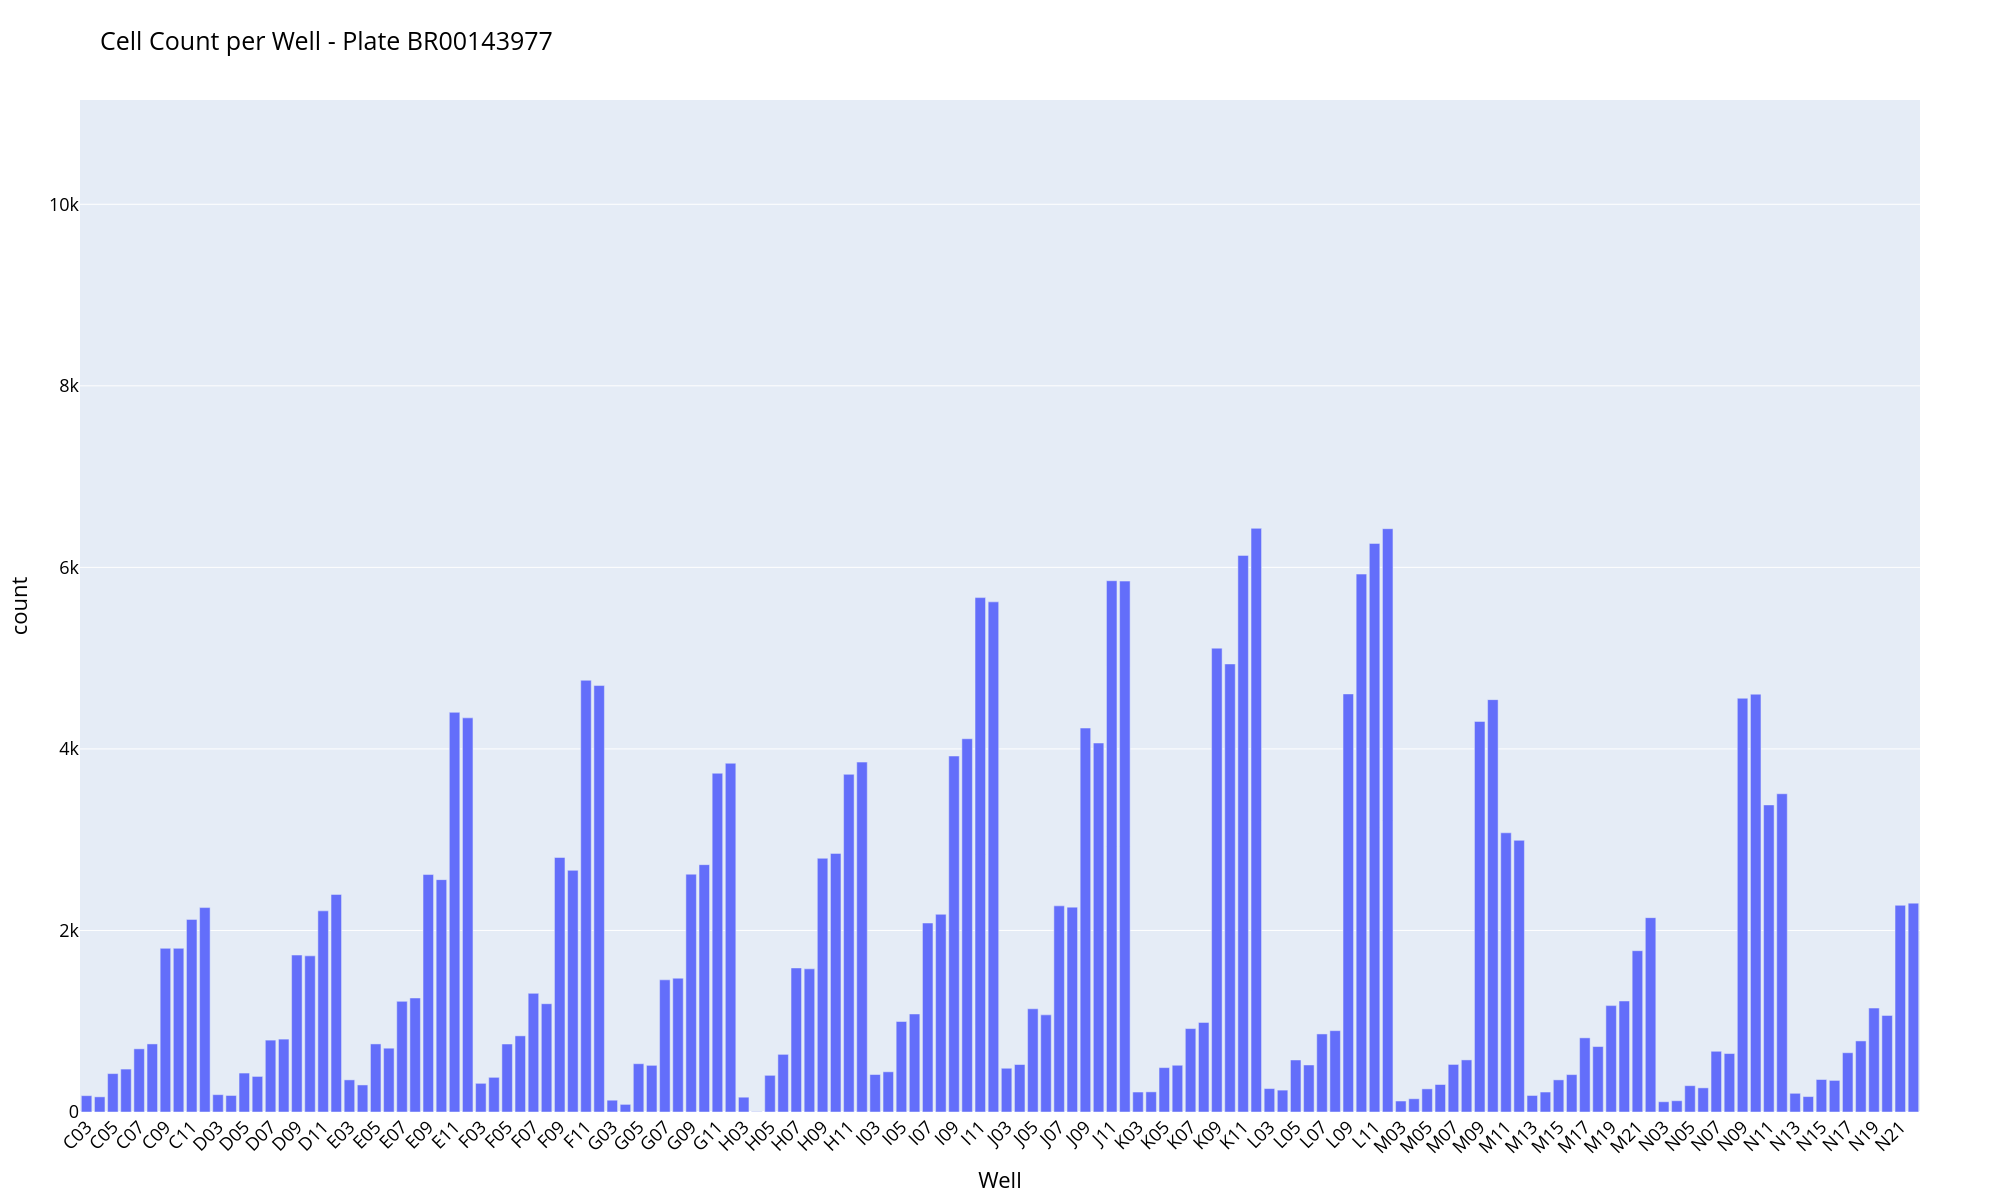 Cell Count per Well - Plate BR00143977
10k
8k
6k
4k
2k
0
count
C03 C05 C07 C09 C11 D03 D05 D07 D09 D11 E03 E05 E07 E09 E11 F03 F05 F07 F09 F11 G03 G05 G07 G09 G11 H03 H05 H07 H09 H11 I03 I05 I07 I09 I11 J03 J05 J07 J09 J11 K03 K05 K07 K09 K11 L03 L05 L07 L09 L11 M03 M05 M07 M09 M11 M13 M15 M17 M19 M21 N03 N05 N07 N09 N11 N13 N15 N17 N19 N21
Well